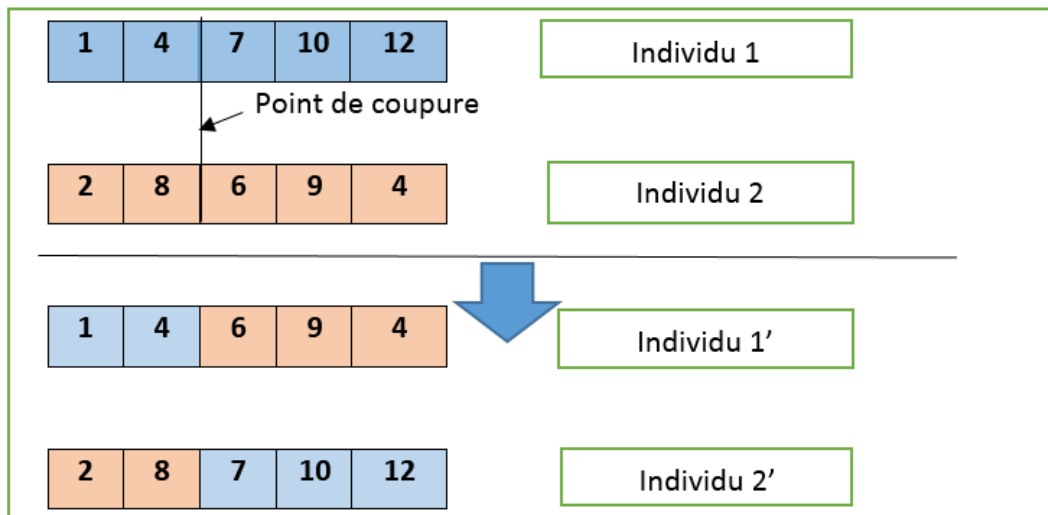 1 4 7 10 12 Individu 1
Point de coupure
2 8 6 9 4 Individu 2
1 4 6 9 4 Individu 1’
2 8 7 10 12 Individu 2’